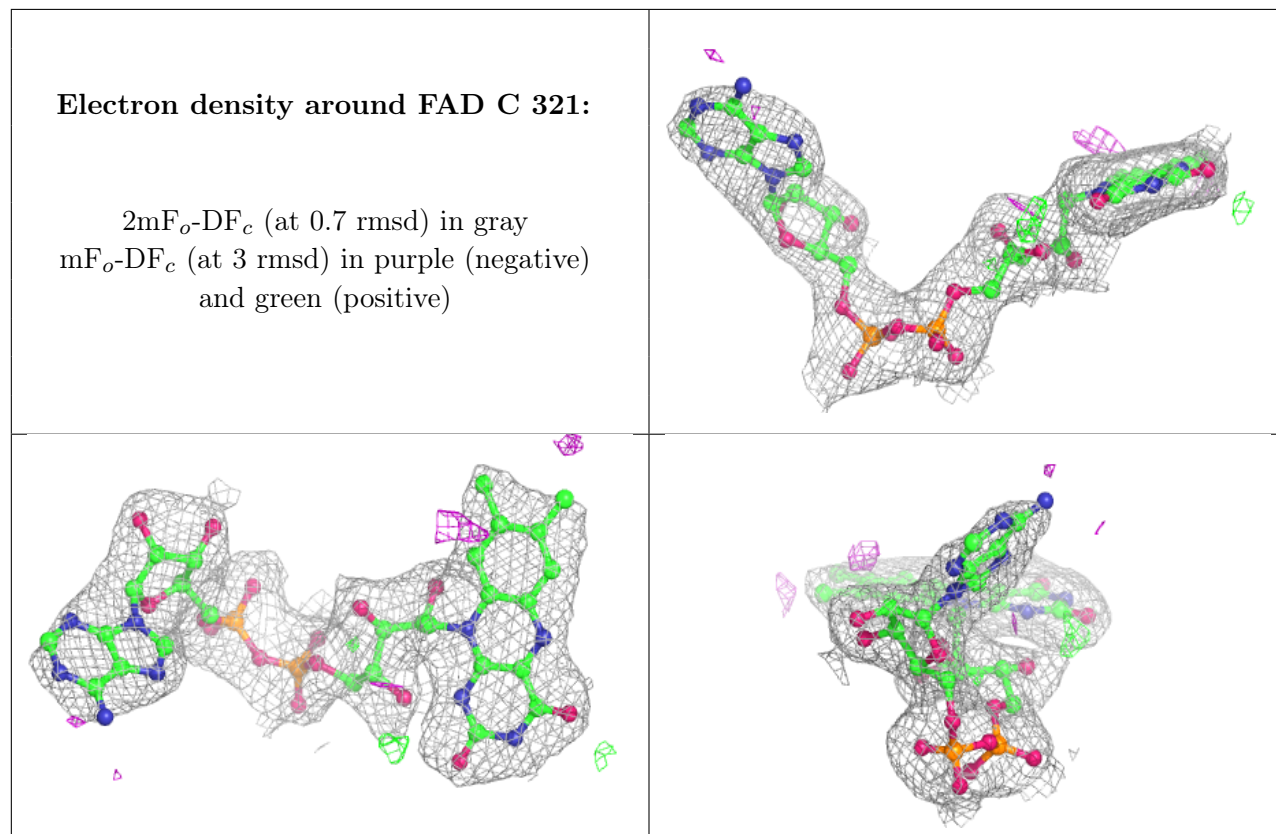 Electron density around FAD C 321:
2mFo-DFc (at 0.7 rmsd) in gray
mFo-DFc (at 3 rmsd) in purple (negative)
and green (positive)